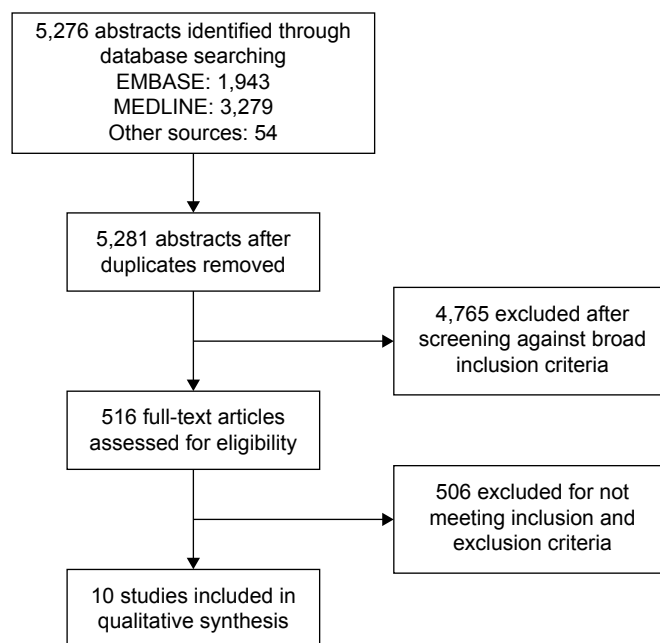 5,276 abstracts identified through
database searching
EMBASE: 1,943
MEDLINE: 3,279
Other sources: 54
5,281 abstracts after
duplicates removed
4,765 excluded after
screening against broad
inclusion criteria
516 full-text articles
assessed for eligibility
506 excluded for not
meeting inclusion and
exclusion criteria
10 studies included in
qualitative synthesis